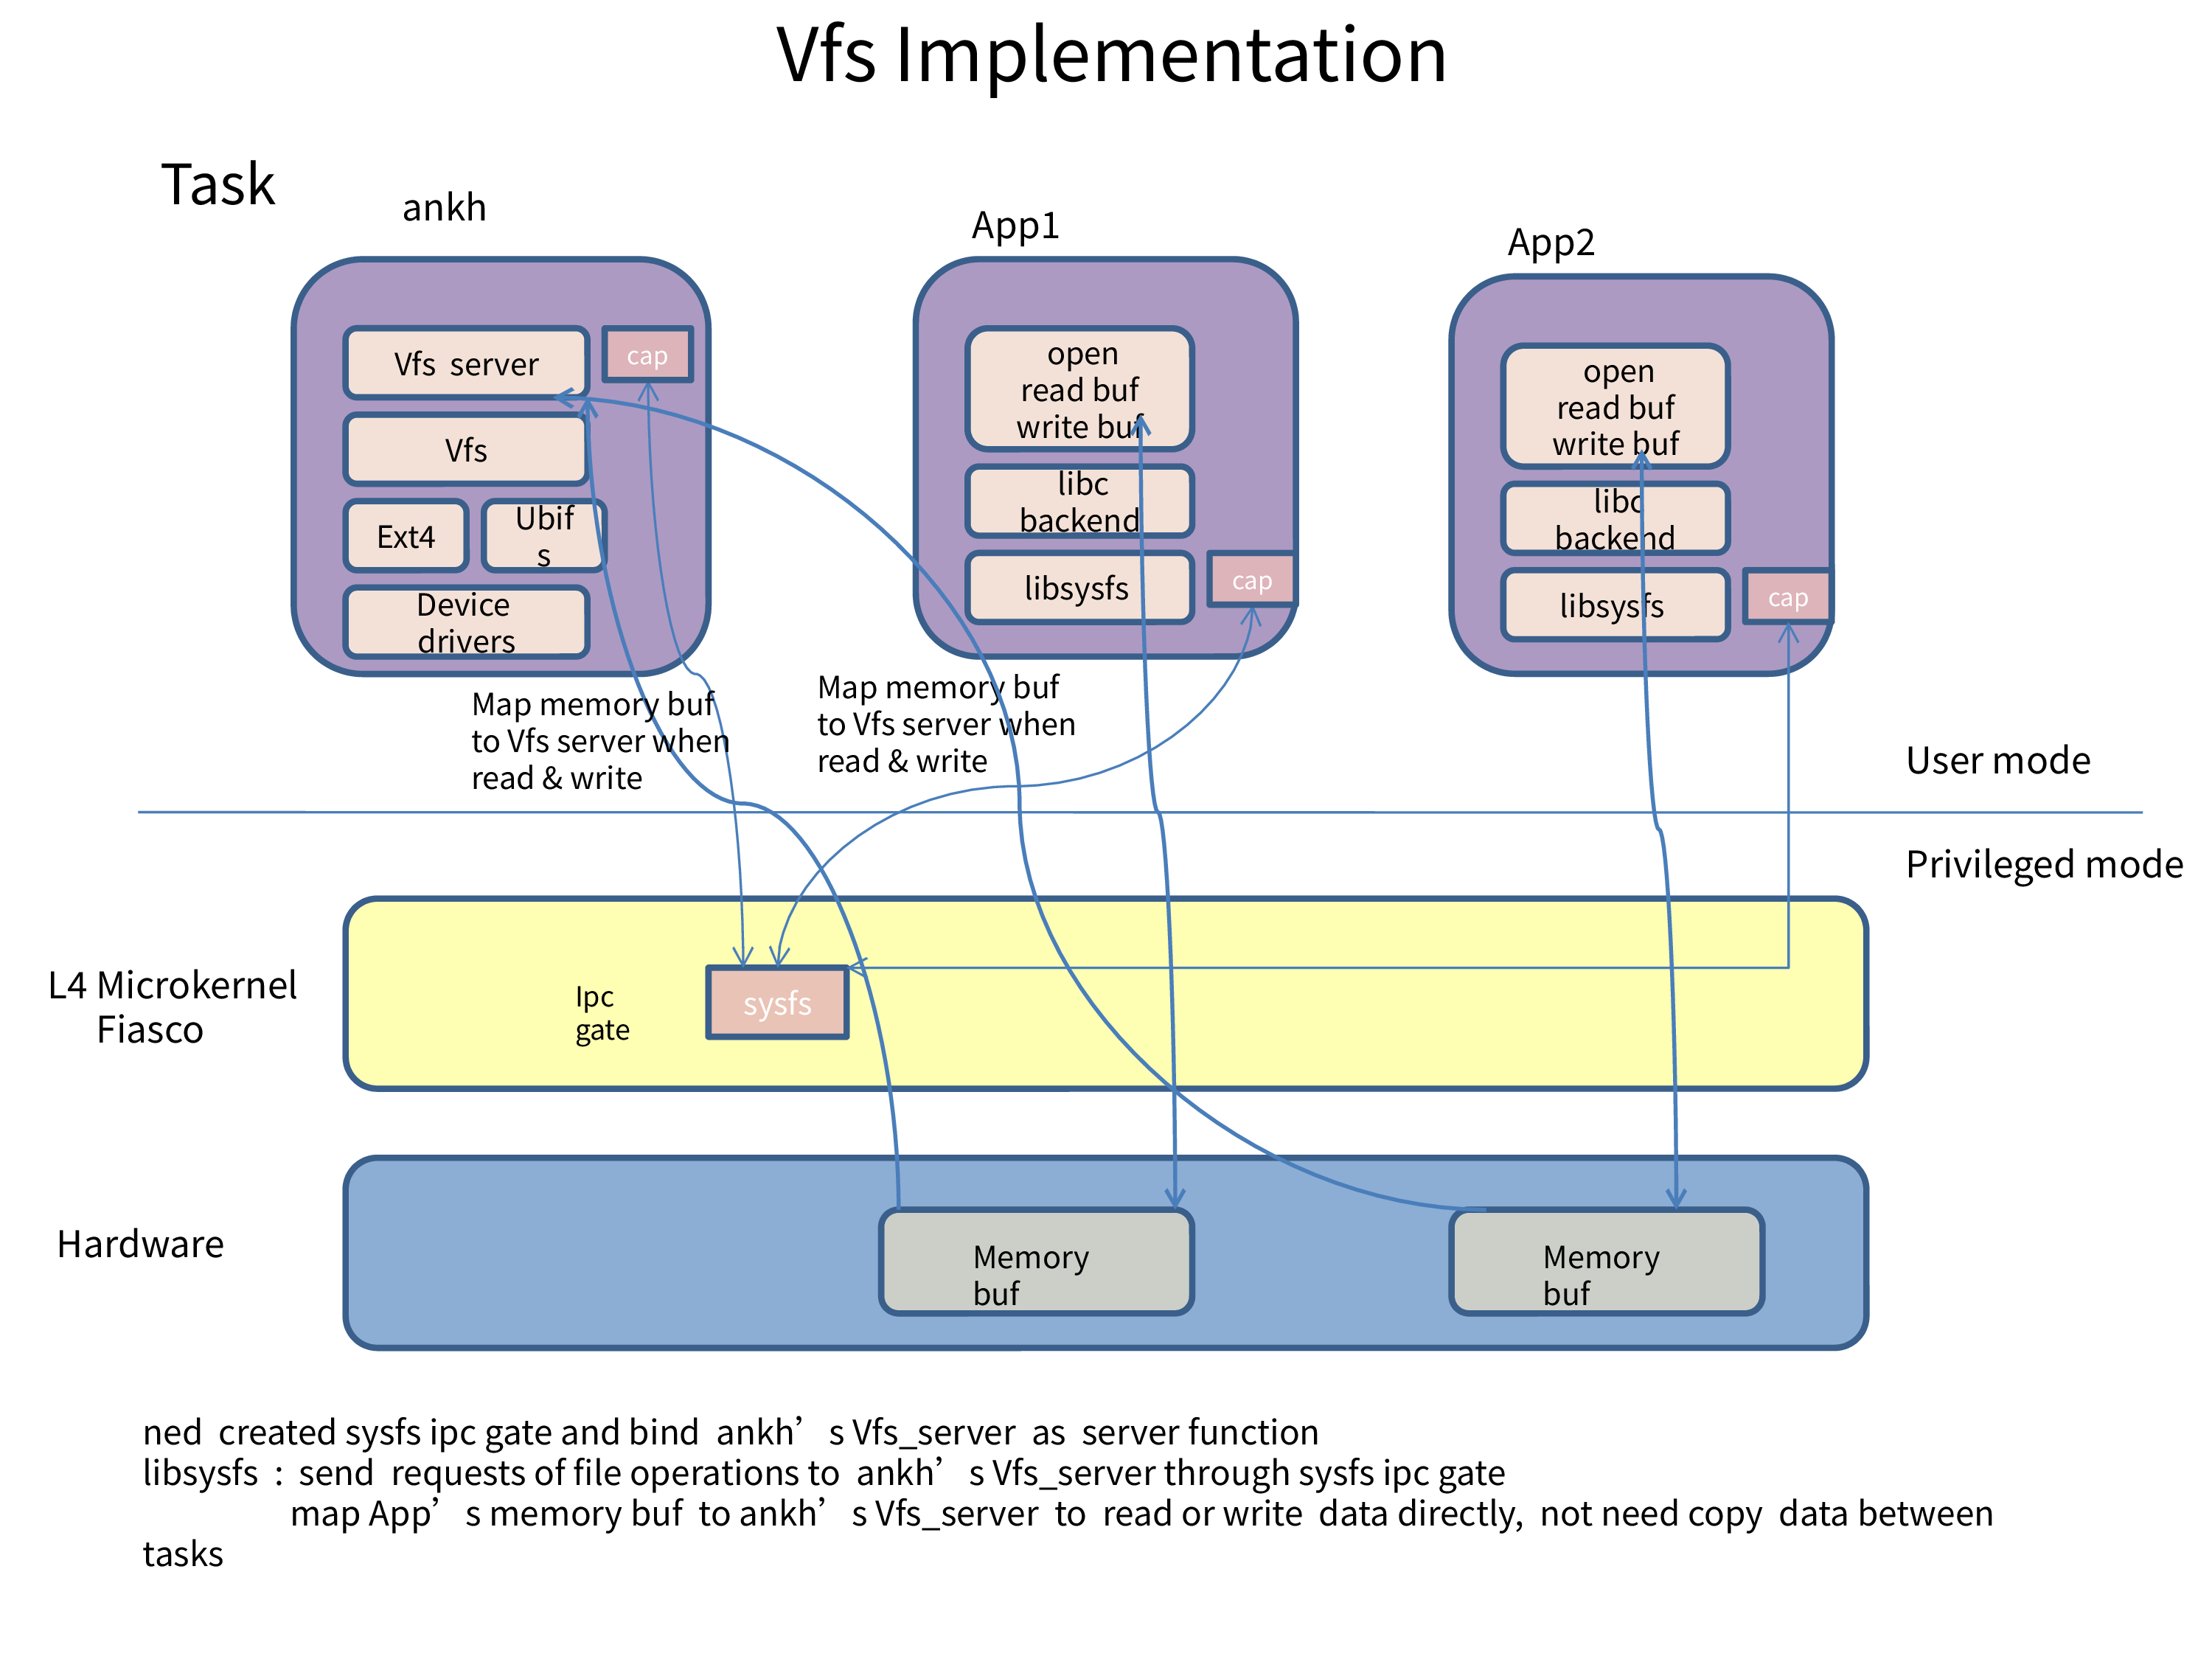 Vfs Implementation
Task
ankh
App1
App2
Vfs  server
cap
Vfs
Ext4
Ubif
s
Device
drivers
open
read buf
write buf
libc
backend
libsysfs
cap
open
read buf
write buf
libc
backend
libsysfs
cap
Map memory buf
to Vfs server when
read & write
Map memory buf
to Vfs server when
read & write
User mode
Privileged mode
L4 Microkernel
Fiasco
Ipc
gate
sysfs
Hardware
Memory
buf
Memory
buf
ned  created sysfs ipc gate and bind  ankh’s Vfs_server  as  server function
libsysfs  :  send  requests of file operations to  ankh’s Vfs_server through sysfs ipc gate
map App’s memory buf  to ankh’s Vfs_server  to  read or write  data directly,  not need copy  data between
tasks